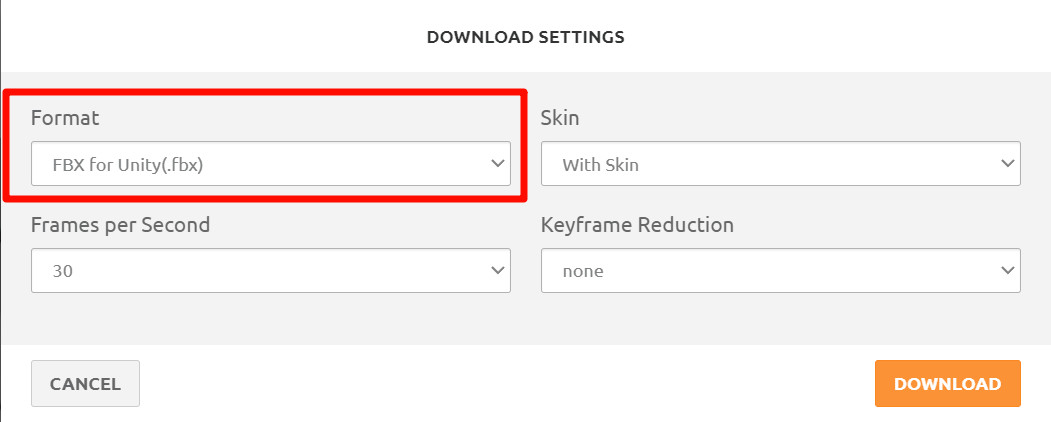 DOWNLOAD SETTINGS
Format
Skin
FBX for Unity(.fbx)
With Skin
Frames per Second
Keyframe Reduction
30
none
CANCEL
DOWNLOAD